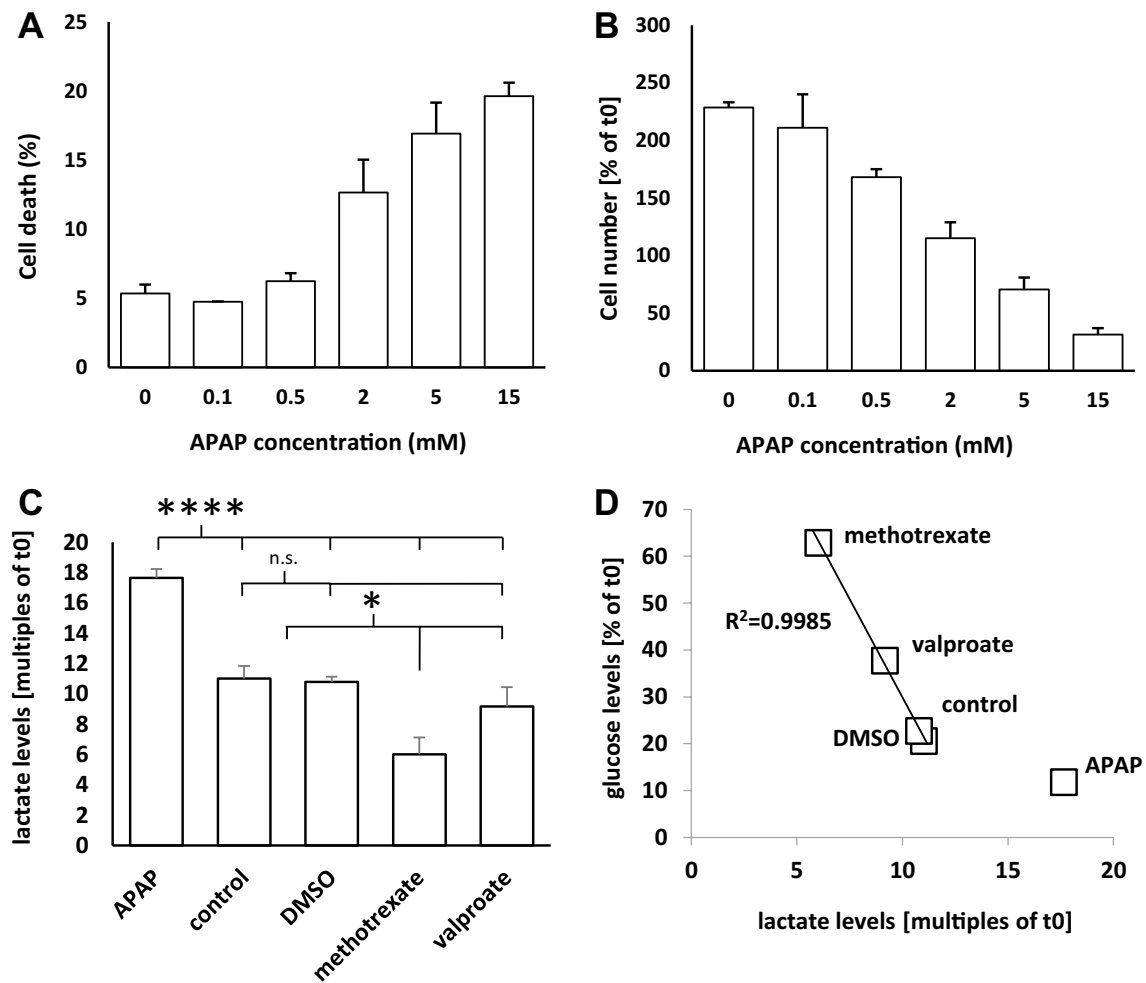 A
Cell death (%)
25
20
15
10
5
0
0 0.1 0.5 2 5 15
APAP concentration (mM)
B
Cell number [% of t0]
300
250
200
150
100
50
0
0 0.1 0.5 2 5 15
APAP concentration (mM)
C
lactate levels [multiples of t0]
****
n.s.
*
20
18
16
14
12
10
8
6
4
2
0
APAP
control
DMSO
methotrexate
valproate
D
glucose levels [% of t0]
70
60
50
40
30
20
10
0
methotrexate
R²=0.9985
valproate
control
DMSO
APAP
0 5 10 15 20
lactate levels [multiples of t0]